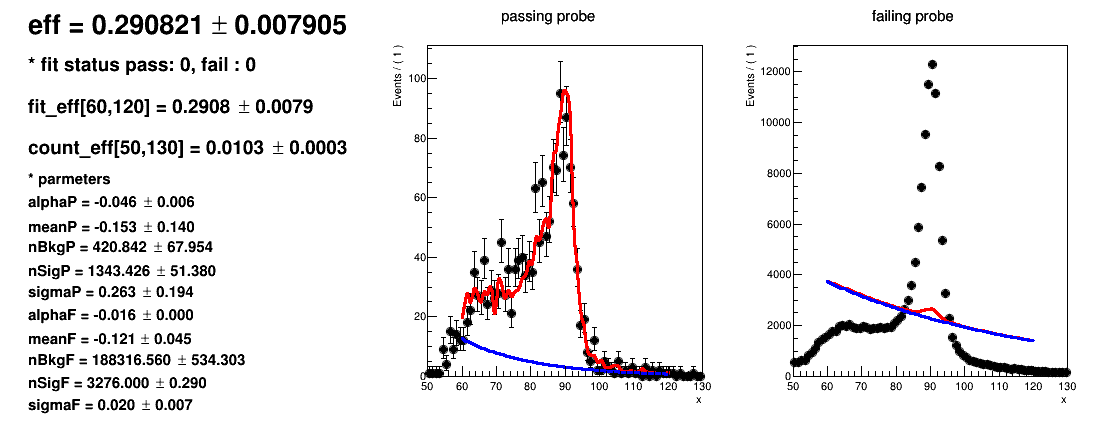 eff = 0.290821 ± 0.007905
* fit status pass: 0, fail : 0
fit_eff[60,120] = 0.2908 ± 0.0079
count_eff[50,130] = 0.0103 ± 0.0003
* parmeters
alphaP = -0.046 ± 0.006
meanP = -0.153 ± 0.140
nBkgP = 420.842 ± 67.954
nSigP = 1343.426 ± 51.380
sigmaP = 0.263 ± 0.194
alphaF = -0.016 ± 0.000
meanF = -0.121 ± 0.045
nBkgF = 188316.560 ± 534.303
nSigF = 3276.000 ± 0.290
sigmaF = 0.020 ± 0.007
passing probe
Events / ( 1 )
100
80
60
40
20
0
50 60 70 80 90 100 110 120 130
x
failing probe
Events / ( 1 )
12000
10000
8000
6000
4000
2000
0
50 60 70 80 90 100 110 120 130
x